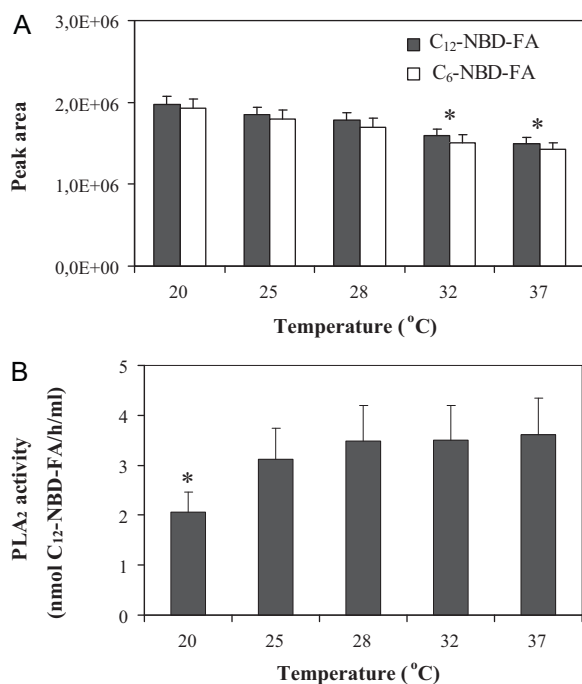 A
3,0E+06
C₁₂-NBD-FA
C₆-NBD-FA
2,0E+06
* *
1,0E+06
0,0E+00
Peak area
20 25 28 32 37
Temperature (°C)
B
5
4
3
2
1
0
*
PLA₂ activity
(nmol C₁₂-NBD-FA/h/ml)
20 25 28 32 37
Temperature (°C)